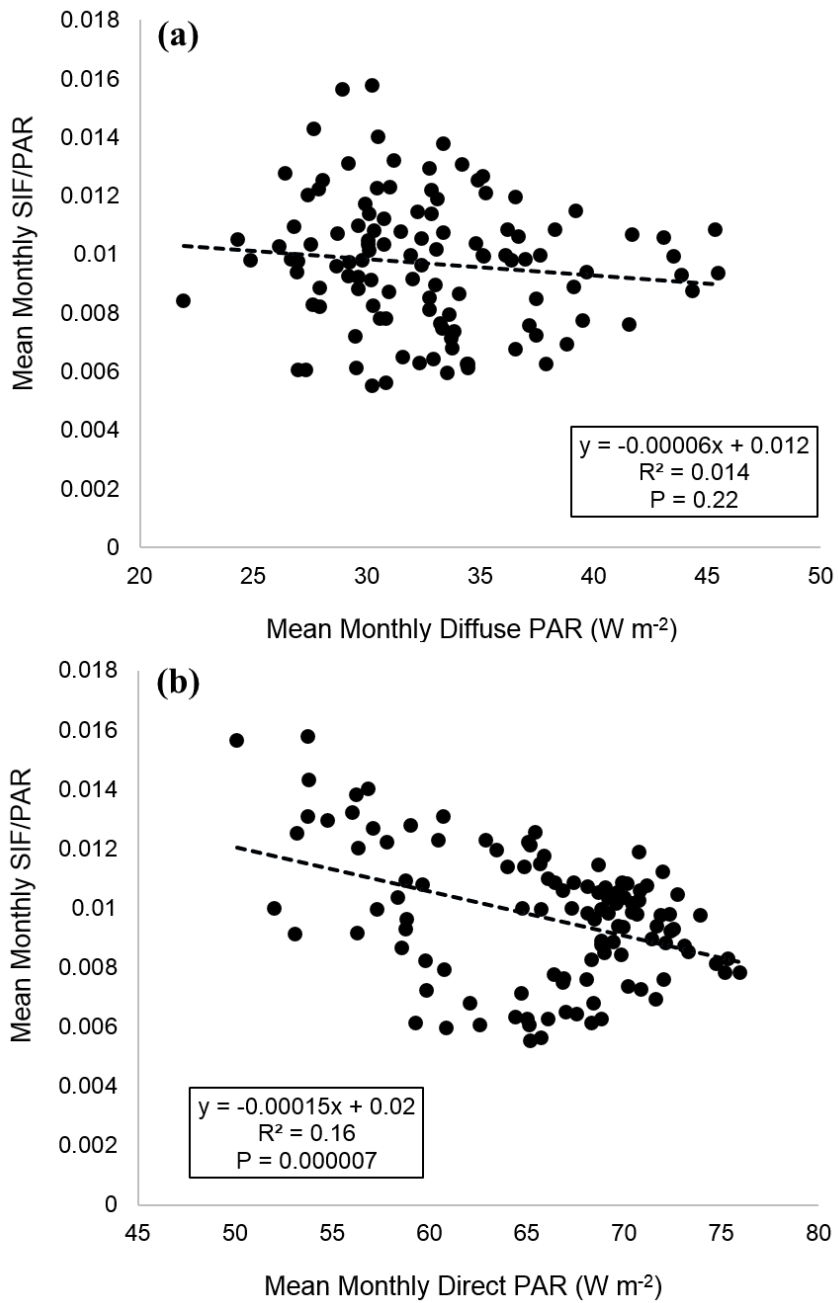 (a)
Mean Monthly SIF/PAR
0.018
0.016
0.014
0.012
0.01
0.008
0.006
0.004
0.002
0
y = -0.00006x + 0.012
R² = 0.014
P = 0.22
20 25 30 35 40 45 50
Mean Monthly Diffuse PAR (W m⁻²)
(b)
Mean Monthly SIF/PAR
0.018
0.016
0.014
0.012
0.01
0.008
0.006
0.004
0.002
0
y = -0.00015x + 0.02
R² = 0.16
P = 0.000007
45 50 55 60 65 70 75 80
Mean Monthly Direct PAR (W m⁻²)